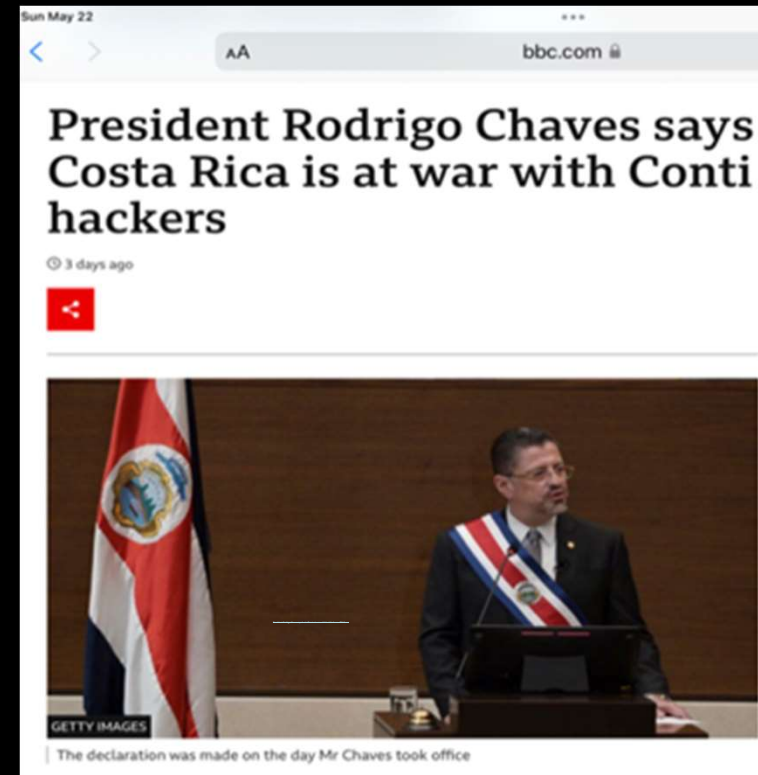 Sun May 22
AA
bbc.com
President Rodrigo Chaves says
Costa Rica is at war with Conti
hackers
3 days ago
GETTY IMAGES
The declaration was made on the day Mr Chaves took office